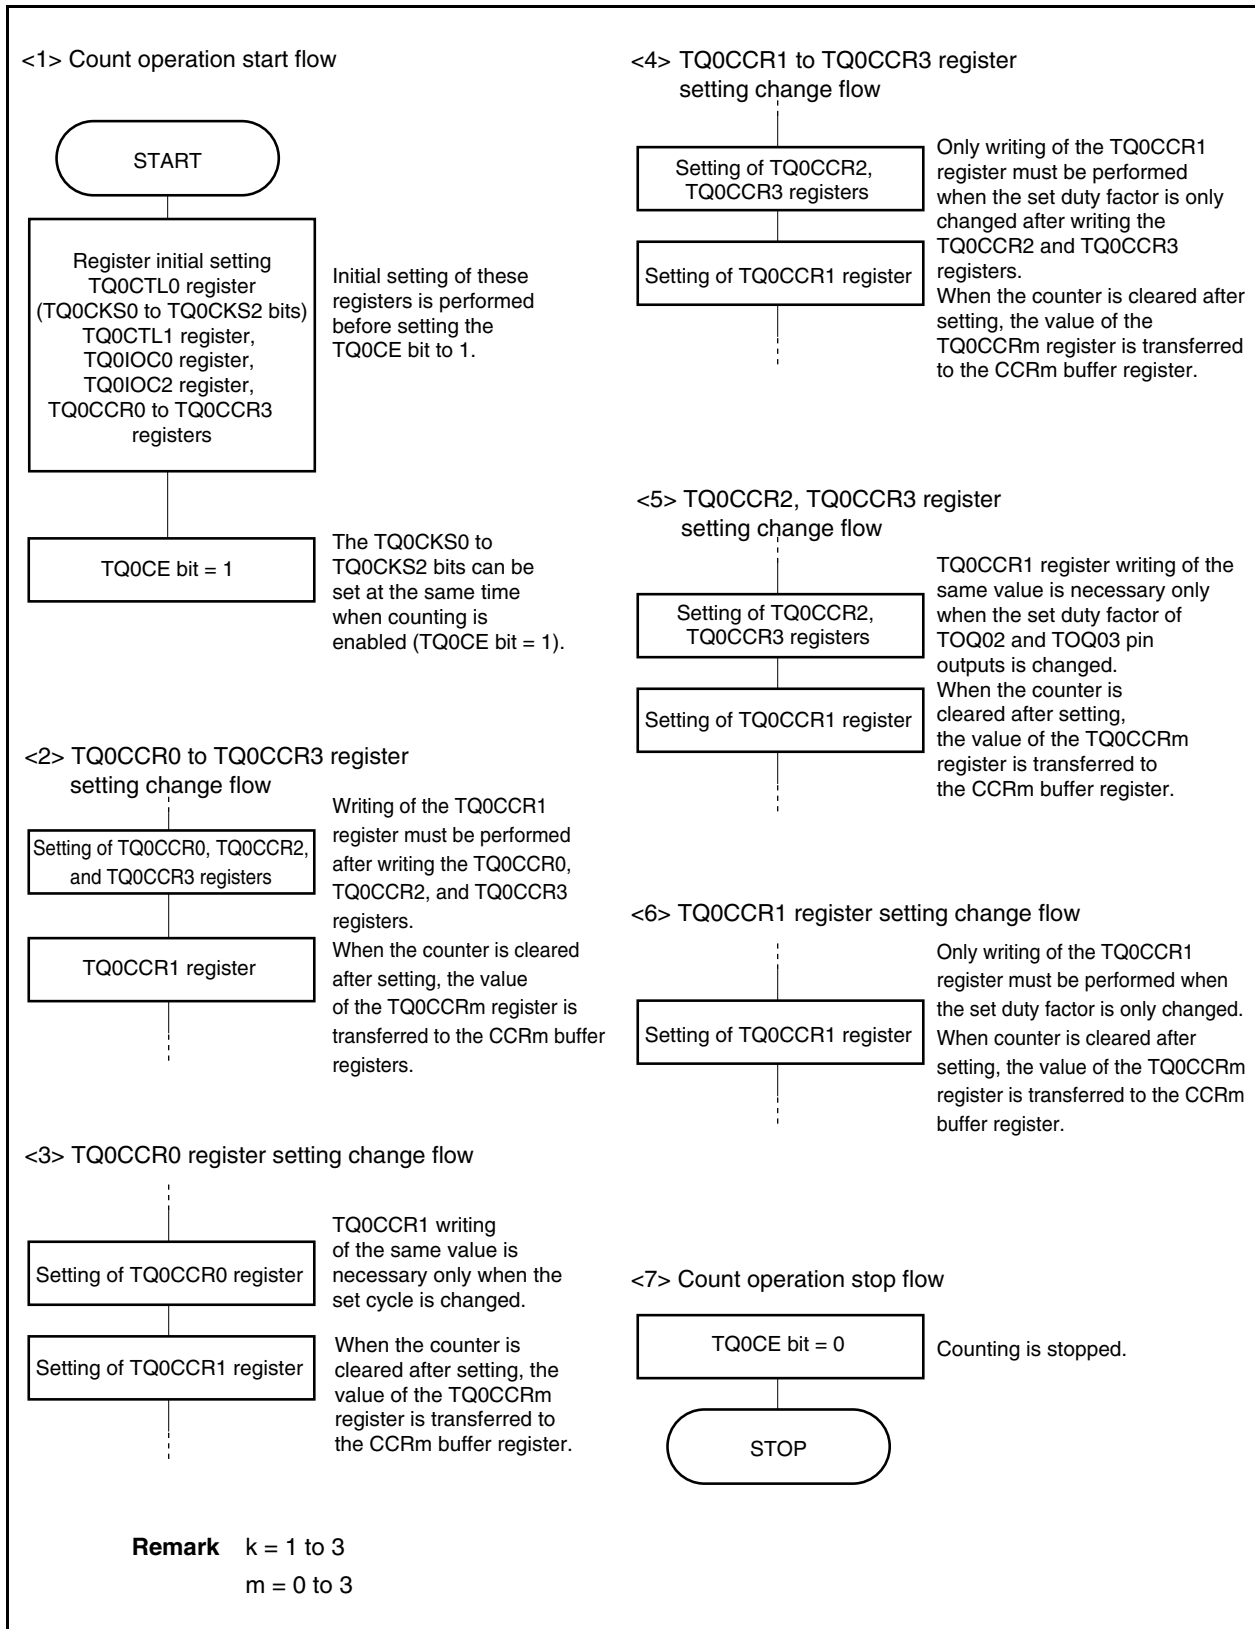 <1> Count operation start flow
START
Register initial setting
TQ0CTL0 register
(TQ0CKS0 to TQ0CKS2 bits)
TQ0CTL1 register,
TQ0IOC0 register,
TQ0IOC2 register,
TQ0CCR0 to TQ0CCR3
registers
Initial setting of these
registers is performed
before setting the
TQ0CE bit to 1.
TQ0CE bit = 1
The TQ0CKS0 to
TQ0CKS2 bits can be
set at the same time
when counting is
enabled (TQ0CE bit = 1).
<2> TQ0CCR0 to TQ0CCR3 register
setting change flow
Setting of TQ0CCR0, TQ0CCR2,
and TQ0CCR3 registers
TQ0CCR1 register
Writing of the TQ0CCR1
register must be performed
after writing the TQ0CCR0,
TQ0CCR2, and TQ0CCR3
registers.
When the counter is cleared
after setting, the value
of the TQ0CCRm register is
transferred to the CCRm buffer
registers.
<3> TQ0CCR0 register setting change flow
Setting of TQ0CCR0 register
TQ0CCR1 writing
of the same value is
necessary only when the
set cycle is changed.
Setting of TQ0CCR1 register
When the counter is
cleared after setting, the
value of the TQ0CCRm
register is transferred to
the CCRm buffer register.
<4> TQ0CCR1 to TQ0CCR3 register
setting change flow
Setting of TQ0CCR2,
TQ0CCR3 registers
Setting of TQ0CCR1 register
Only writing of the TQ0CCR1
register must be performed
when the set duty factor is only
changed after writing the
TQ0CCR2 and TQ0CCR3
registers.
When the counter is cleared after
setting, the value of the
TQ0CCRm register is transferred
to the CCRm buffer register.
<5> TQ0CCR2, TQ0CCR3 register
setting change flow
Setting of TQ0CCR2,
TQ0CCR3 registers
Setting of TQ0CCR1 register
TQ0CCR1 register writing of the
same value is necessary only
when the set duty factor of
TOQ02 and TOQ03 pin
outputs is changed.
When the counter is
cleared after setting,
the value of the TQ0CCRm
register is transferred to
the CCRm buffer register.
<6> TQ0CCR1 register setting change flow
Setting of TQ0CCR1 register
Only writing of the TQ0CCR1
register must be performed when
the set duty factor is only changed.
When counter is cleared after
setting, the value of the TQ0CCRm
register is transferred to the CCRm
buffer register.
<7> Count operation stop flow
TQ0CE bit = 0
Counting is stopped.
STOP
Remark k = 1 to 3
m = 0 to 3